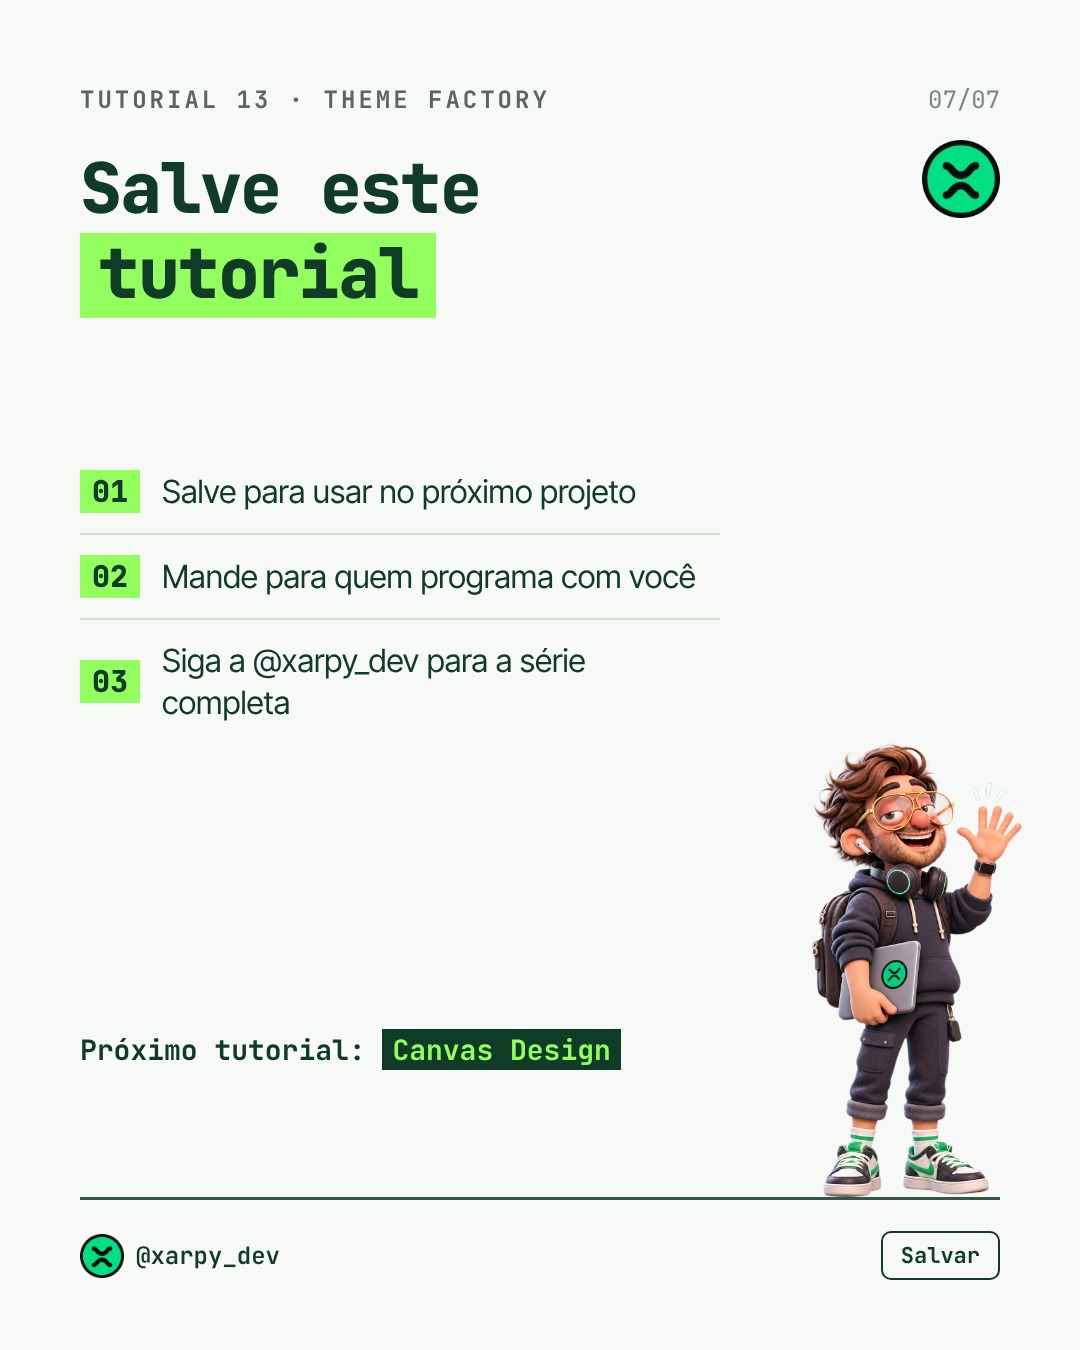 TUTORIAL 13 · THEME FACTORY
07/07
Salve este
tutorial
01 Salve para usar no próximo projeto
02 Mande para quem programa com você
03 Siga a @xarpy_dev para a série
completa
Próximo tutorial: Canvas Design
@xarpy_dev
Salvar